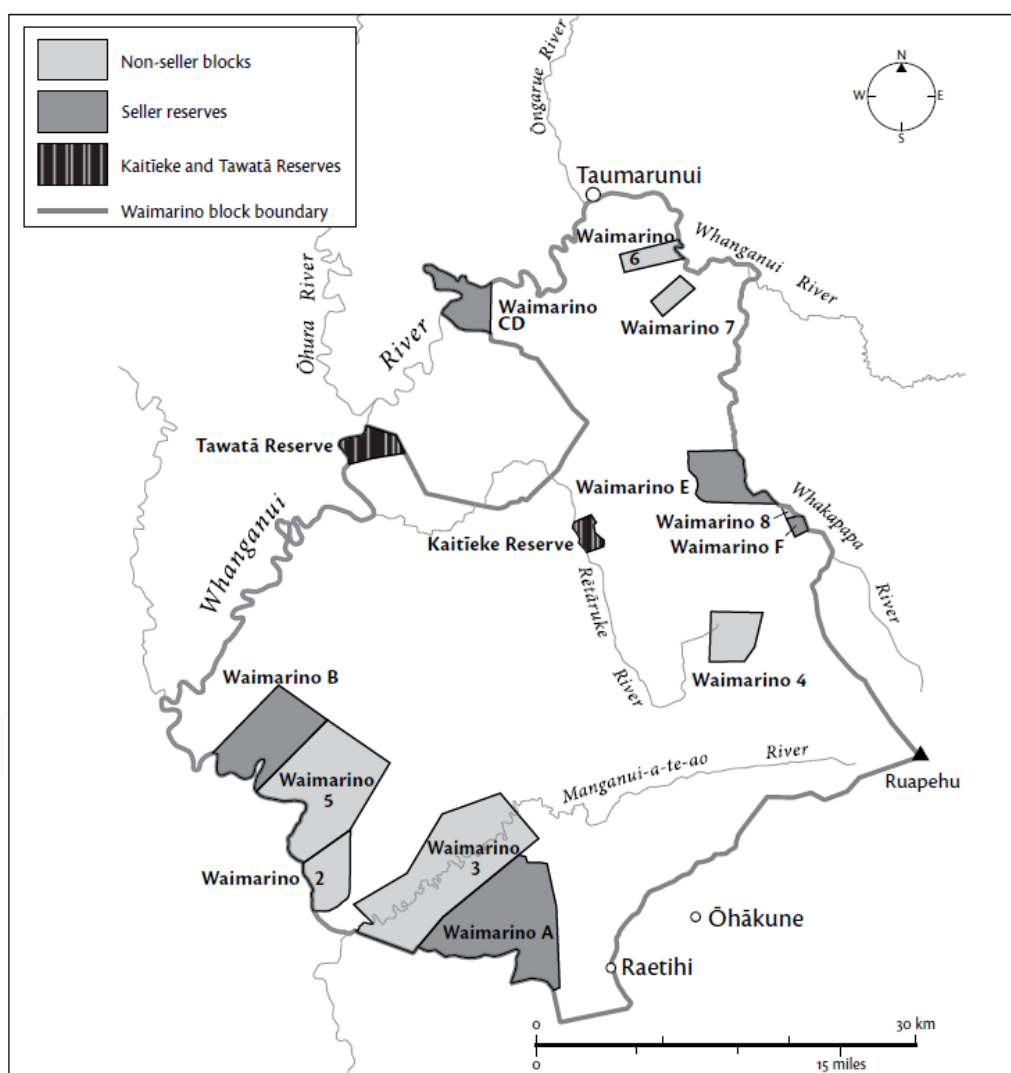 Non-seller blocks
Seller reserves
Kaitīeke and Tawatā Reserves
Waimarino block boundary
N
W E
S
Ōngarue River
Taumarunui
Waimarino
6
Whanganui
River
Waimarino 7
Ōhura River
River
Waimarino
CD
Tawatā Reserve
Waimarino E
Waimarino 8
Waimarino F
Whakapapa
River
Kaitīeke Reserve
Whanganui
Rētāruke
River
Waimarino 4
Waimarino B
Waimarino
5
Manganui-a-te-ao River
Ruapehu
Waimarino 2
Waimarino
3
Waimarino A
Ōhākune
Raetihi
0 30 km
0 15 miles